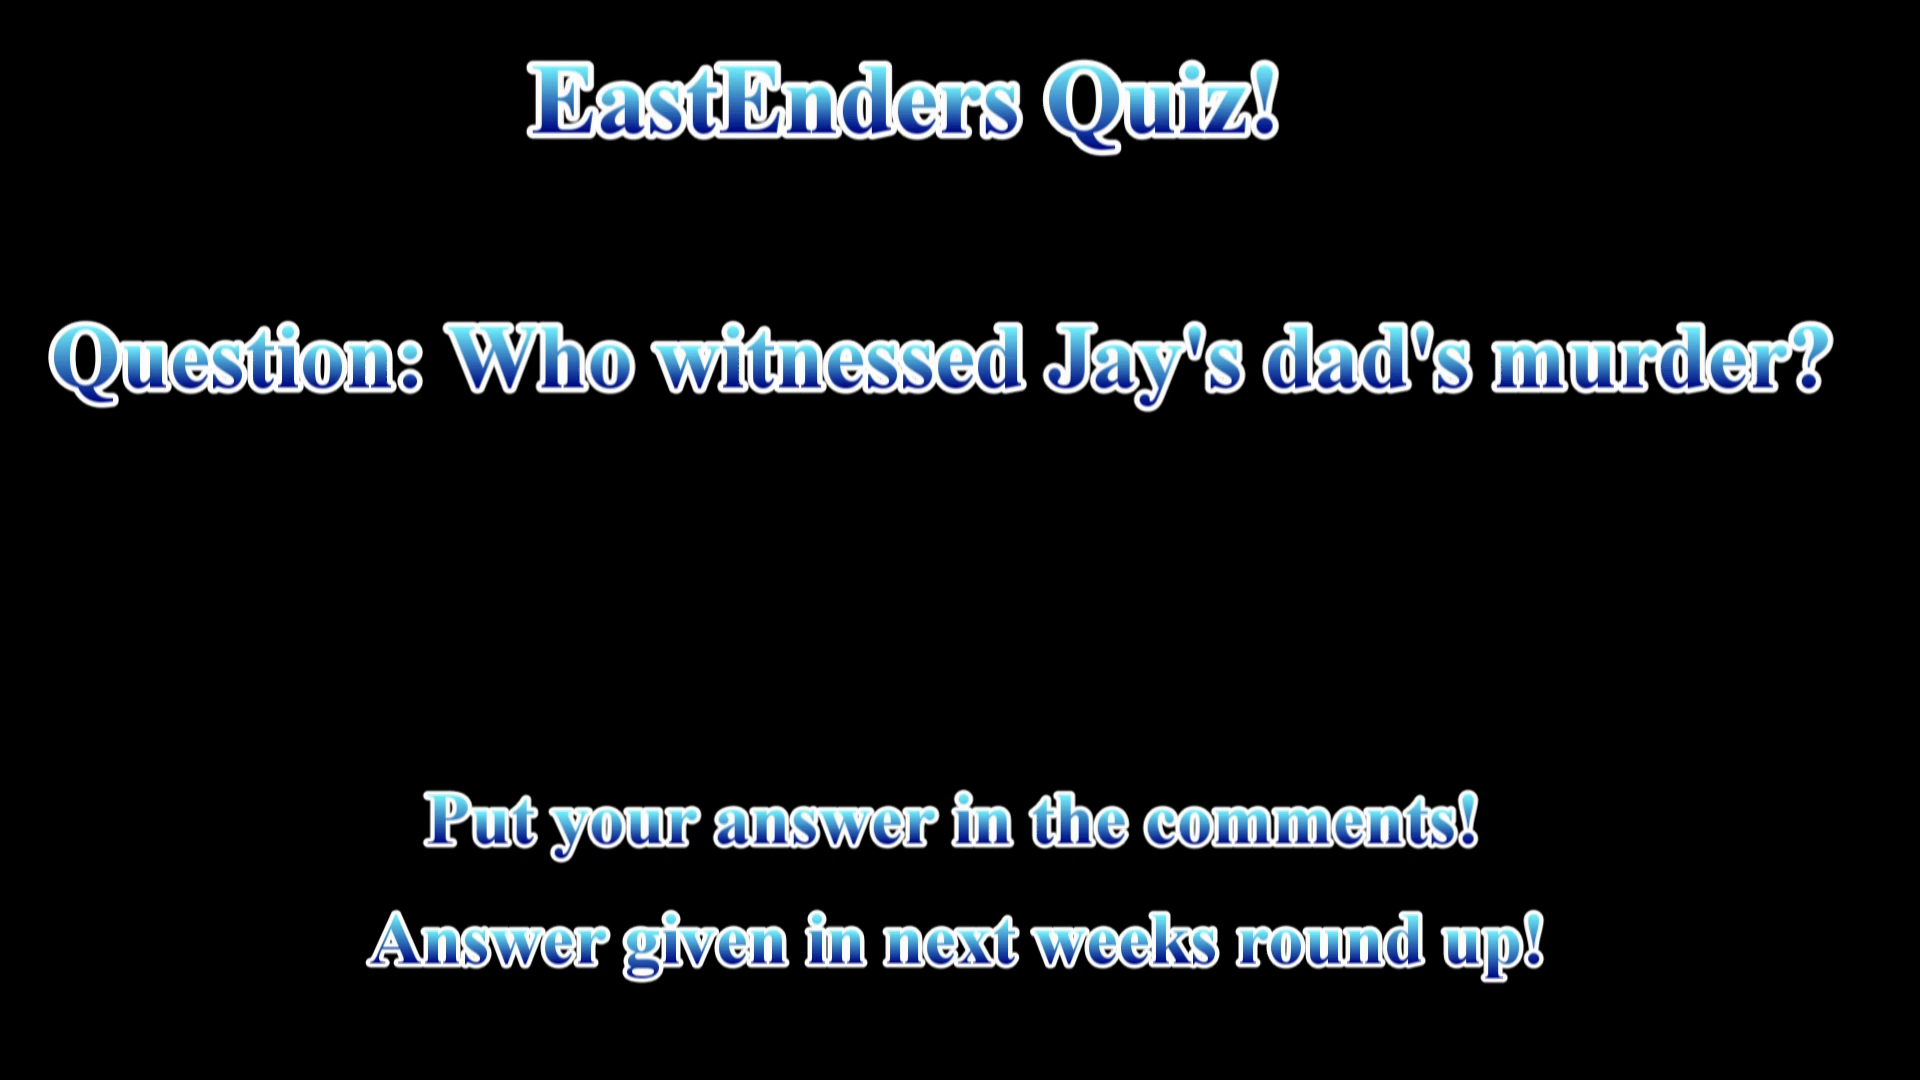 EastEnders Quiz!
Question: Who witnessed Jay's dad's murder?
Put your answer in the comments!
Answer given in next weeks round up!